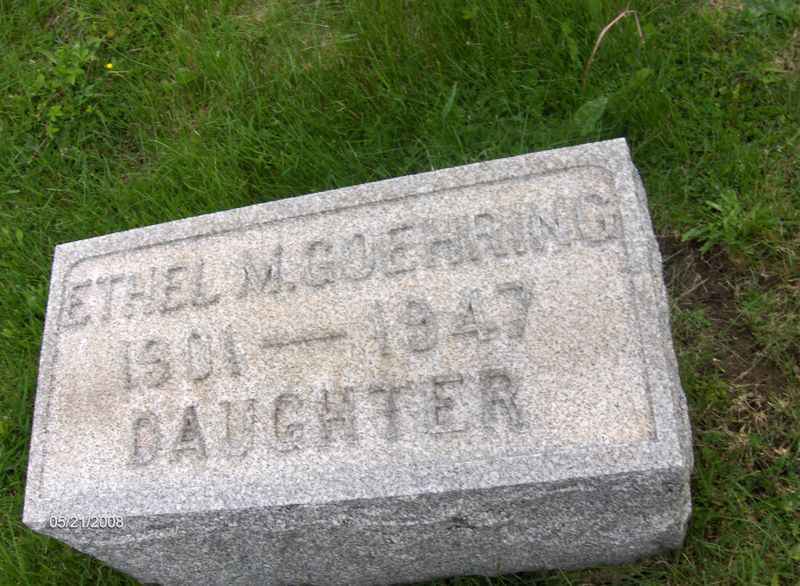 ETHEL M. GOEHRING
1901 — 1947
DAUGHTER
05/21/2008